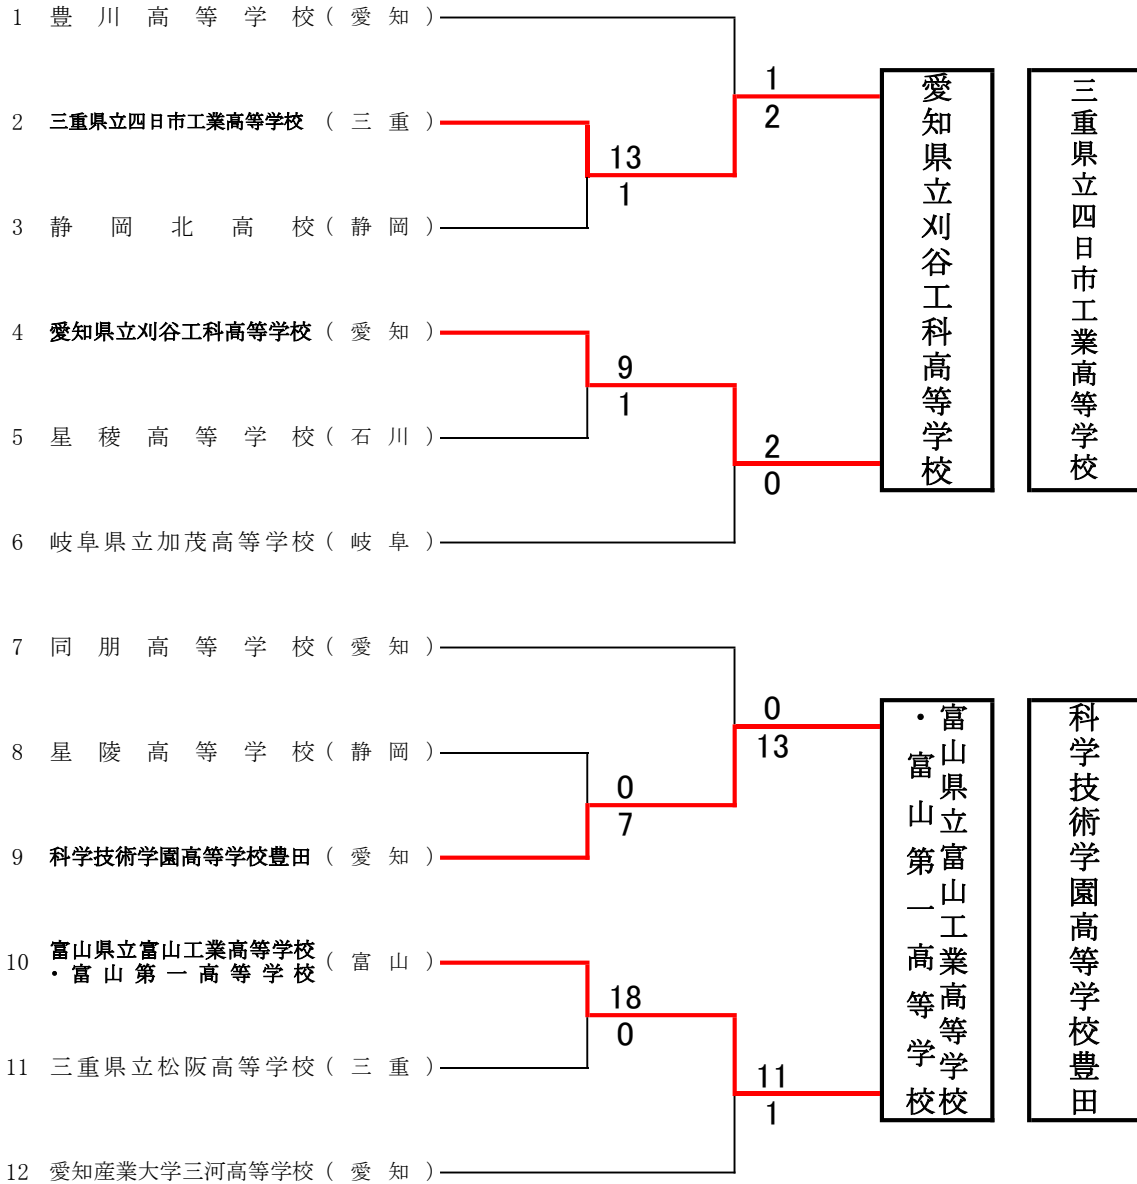 1 豊川高等学校(愛知)
1
2
2 三重県立四日市工業高等学校(三重)
13
1
3 静岡北高校(静岡)
4 愛知県立刈谷工科高等学校(愛知)
9
1
5 星稜高等学校(石川)
2
0
6 岐阜県立加茂高等学校(岐阜)
愛知県立刈谷工科高等学校
三重県立四日市工業高等学校
7 同朋高等学校(愛知)
0
13
8 星陵高等学校(静岡)
0
7
9 科学技術学園高等学校豊田(愛知)
10 富山県立富山工業高等学校
・富山第一高等学校(富山)
18
0
11 三重県立松阪高等学校(三重)
11
1
12 愛知産業大学三河高等学校(愛知)
富山県立富山工業高等学校
・富山第一高等学校
科学技術学園高等学校豊田